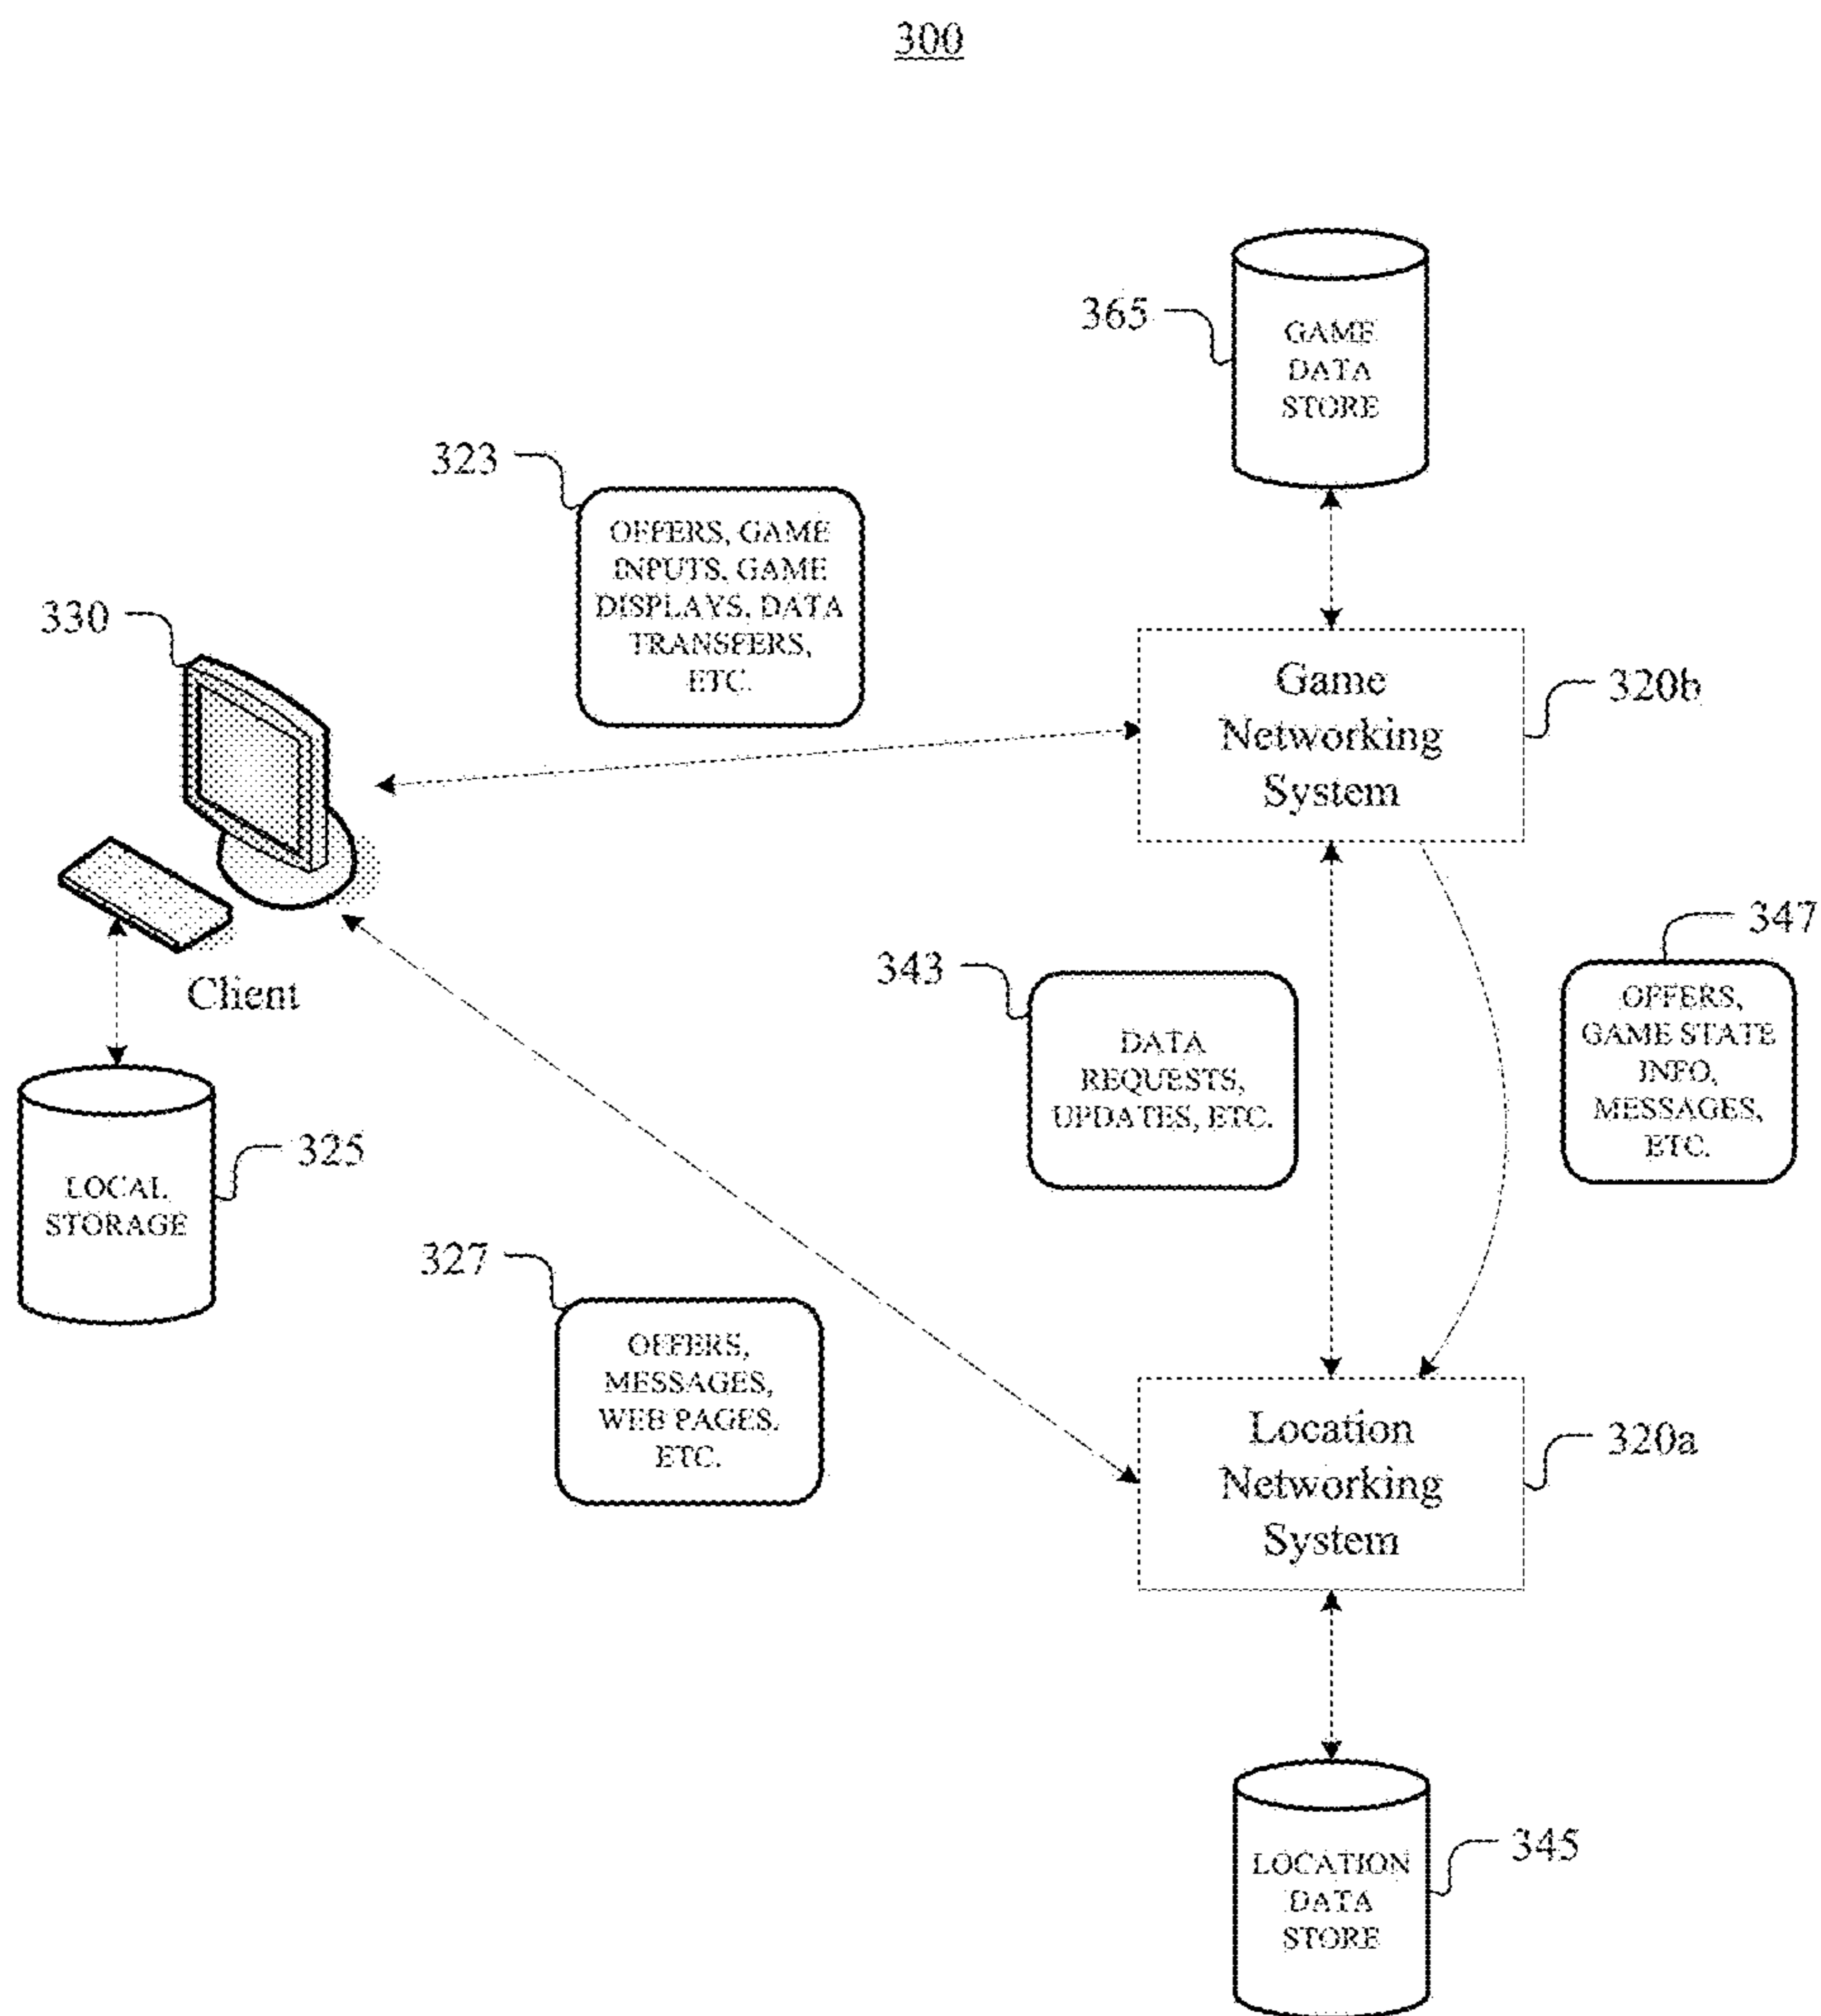 300
365
GAME
DATA
STORE
323
OFFERS, GAME
INPUTS, GAME
DISPLAYS, DATA
TRANSFERS,
ETC.
330
Game
Networking
System
320b
Client
343
DATA
REQUESTS,
UPDATES, ETC.
347
OFFERS,
GAME STATE
INFO,
MESSAGES,
ETC.
LOCAL
STORAGE
325
327
OFFERS,
MESSAGES,
WEB PAGES,
ETC.
Location
Networking
System
320a
LOCATION
DATA
STORE
345